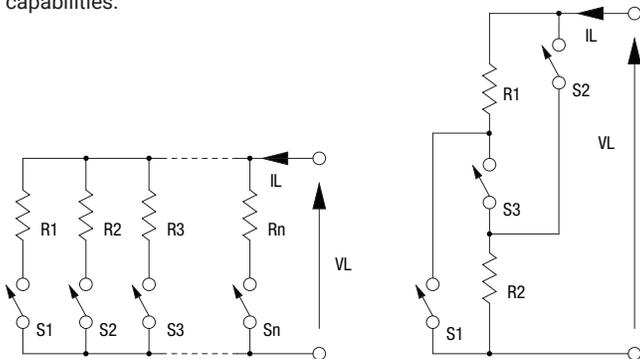 capabilities.
IL
R1
R2
R3
Rn
VL
S1
S2
S3
Sn
IL
S2
R1
VL
S3
R2
S1